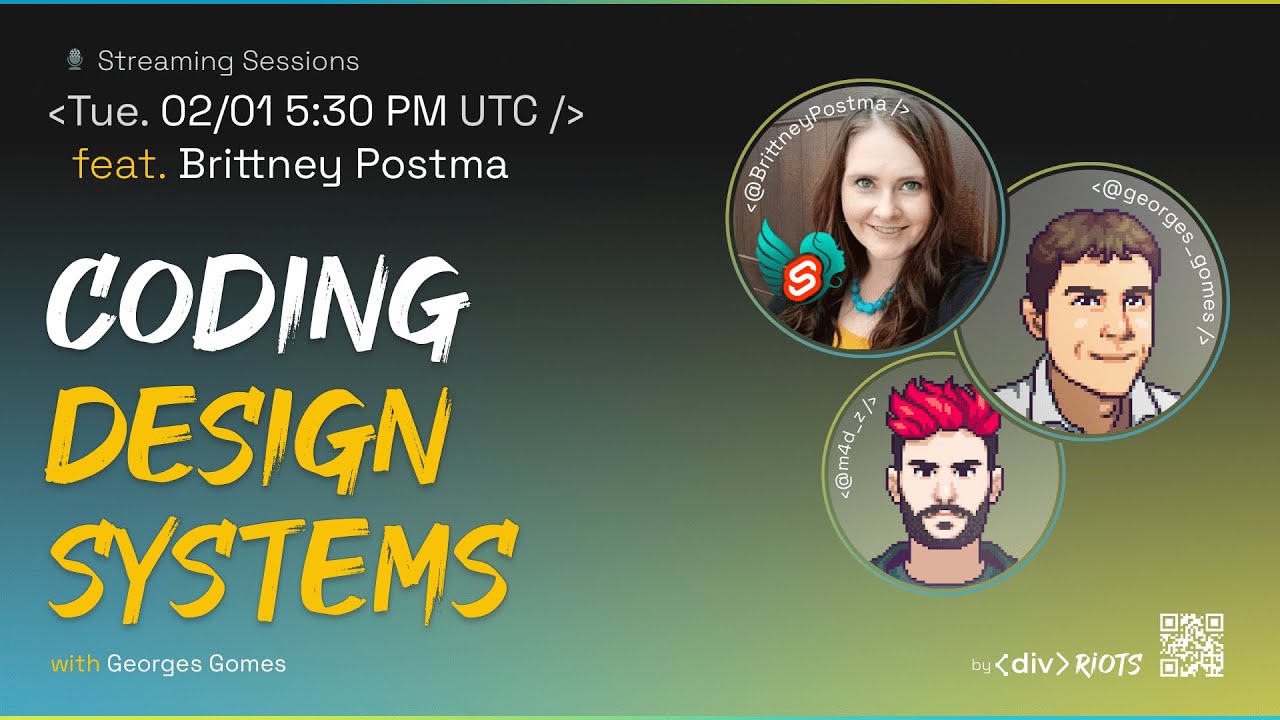 Streaming Sessions
<Tue. 02/01 5:30 PM UTC />
feat. Brittney Postma
CODING
DESIGN
SYSTEMS
with Georges Gomes
<@BrittneyPostma />
<@georges_gomes />
<@m4d_z />
by <div> RIOTS